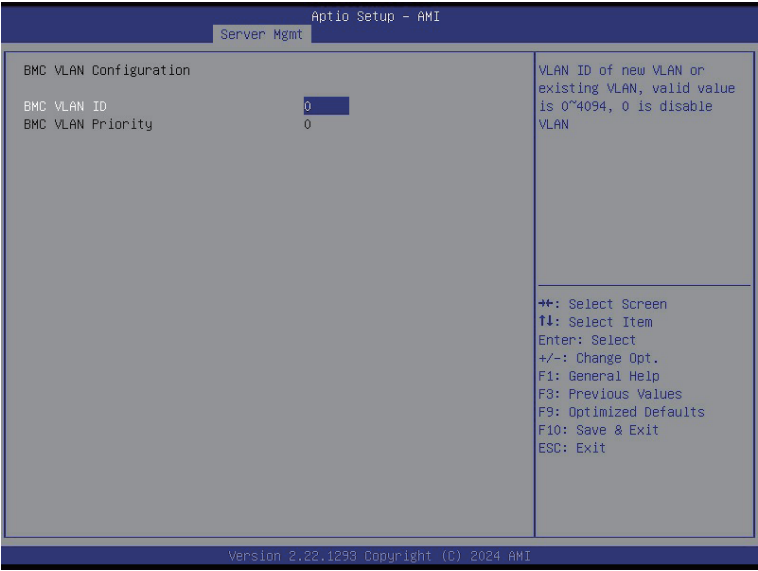 Aptio Setup – AMI
Server Mgmt
BMC VLAN Configuration
BMC VLAN ID 0
BMC VLAN Priority 0
VLAN ID of new VLAN or
existing VLAN, valid value
is 0~4094, 0 is disable
VLAN
→←: Select Screen
↑↓: Select Item
Enter: Select
+/-: Change Opt.
F1: General Help
F3: Previous Values
F9: Optimized Defaults
F10: Save & Exit
ESC: Exit
Version 2.22.1293 Copyright (C) 2024 AMI